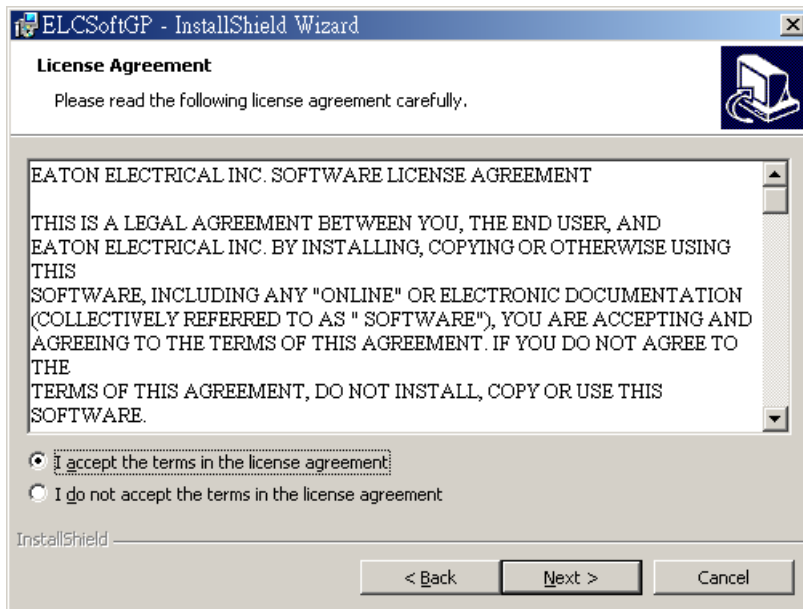 ELCSoftGP - InstallShield Wizard
License Agreement
Please read the following license agreement carefully.
EATON ELECTRICAL INC. SOFTWARE LICENSE AGREEMENT
THIS IS A LEGAL AGREEMENT BETWEEN YOU, THE END USER, AND
EATON ELECTRICAL INC. BY INSTALLING, COPYING OR OTHERWISE USING
THIS
SOFTWARE, INCLUDING ANY "ONLINE" OR ELECTRONIC DOCUMENTATION
(COLLECTIVELY REFERRED TO AS " SOFTWARE"), YOU ARE ACCEPTING AND
AGREEING TO THE TERMS OF THIS AGREEMENT. IF YOU DO NOT AGREE TO
THE
TERMS OF THIS AGREEMENT, DO NOT INSTALL, COPY OR USE THIS
SOFTWARE.
I accept the terms in the license agreement
I do not accept the terms in the license agreement
InstallShield
< Back
Next >
Cancel